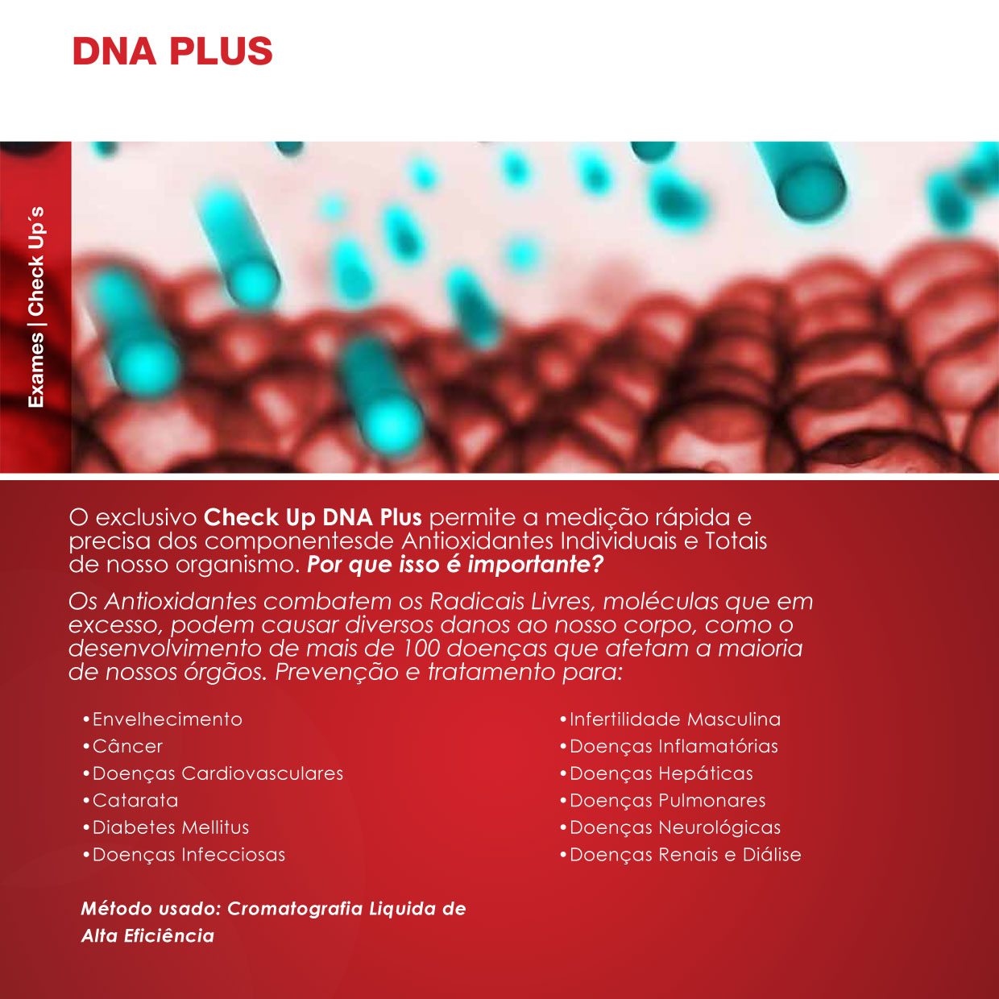 DNA PLUS
Exames | Check Up´s
O exclusivo Check Up DNA Plus permite a medição rápida e
precisa dos componentesde Antioxidantes Individuais e Totais
de nosso organismo. Por que isso é importante?
Os Antioxidantes combatem os Radicais Livres, moléculas que em
excesso, podem causar diversos danos ao nosso corpo, como o
desenvolvimento de mais de 100 doenças que afetam a maioria
de nossos órgãos. Prevenção e tratamento para:
•Envelhecimento
•Câncer
•Doenças Cardiovasculares
•Catarata
•Diabetes Mellitus
•Doenças Infecciosas
•Infertilidade Masculina
•Doenças Inflamatórias
•Doenças Hepáticas
•Doenças Pulmonares
•Doenças Neurológicas
•Doenças Renais e Diálise
Método usado: Cromatografia Liquida de
Alta Eficiência